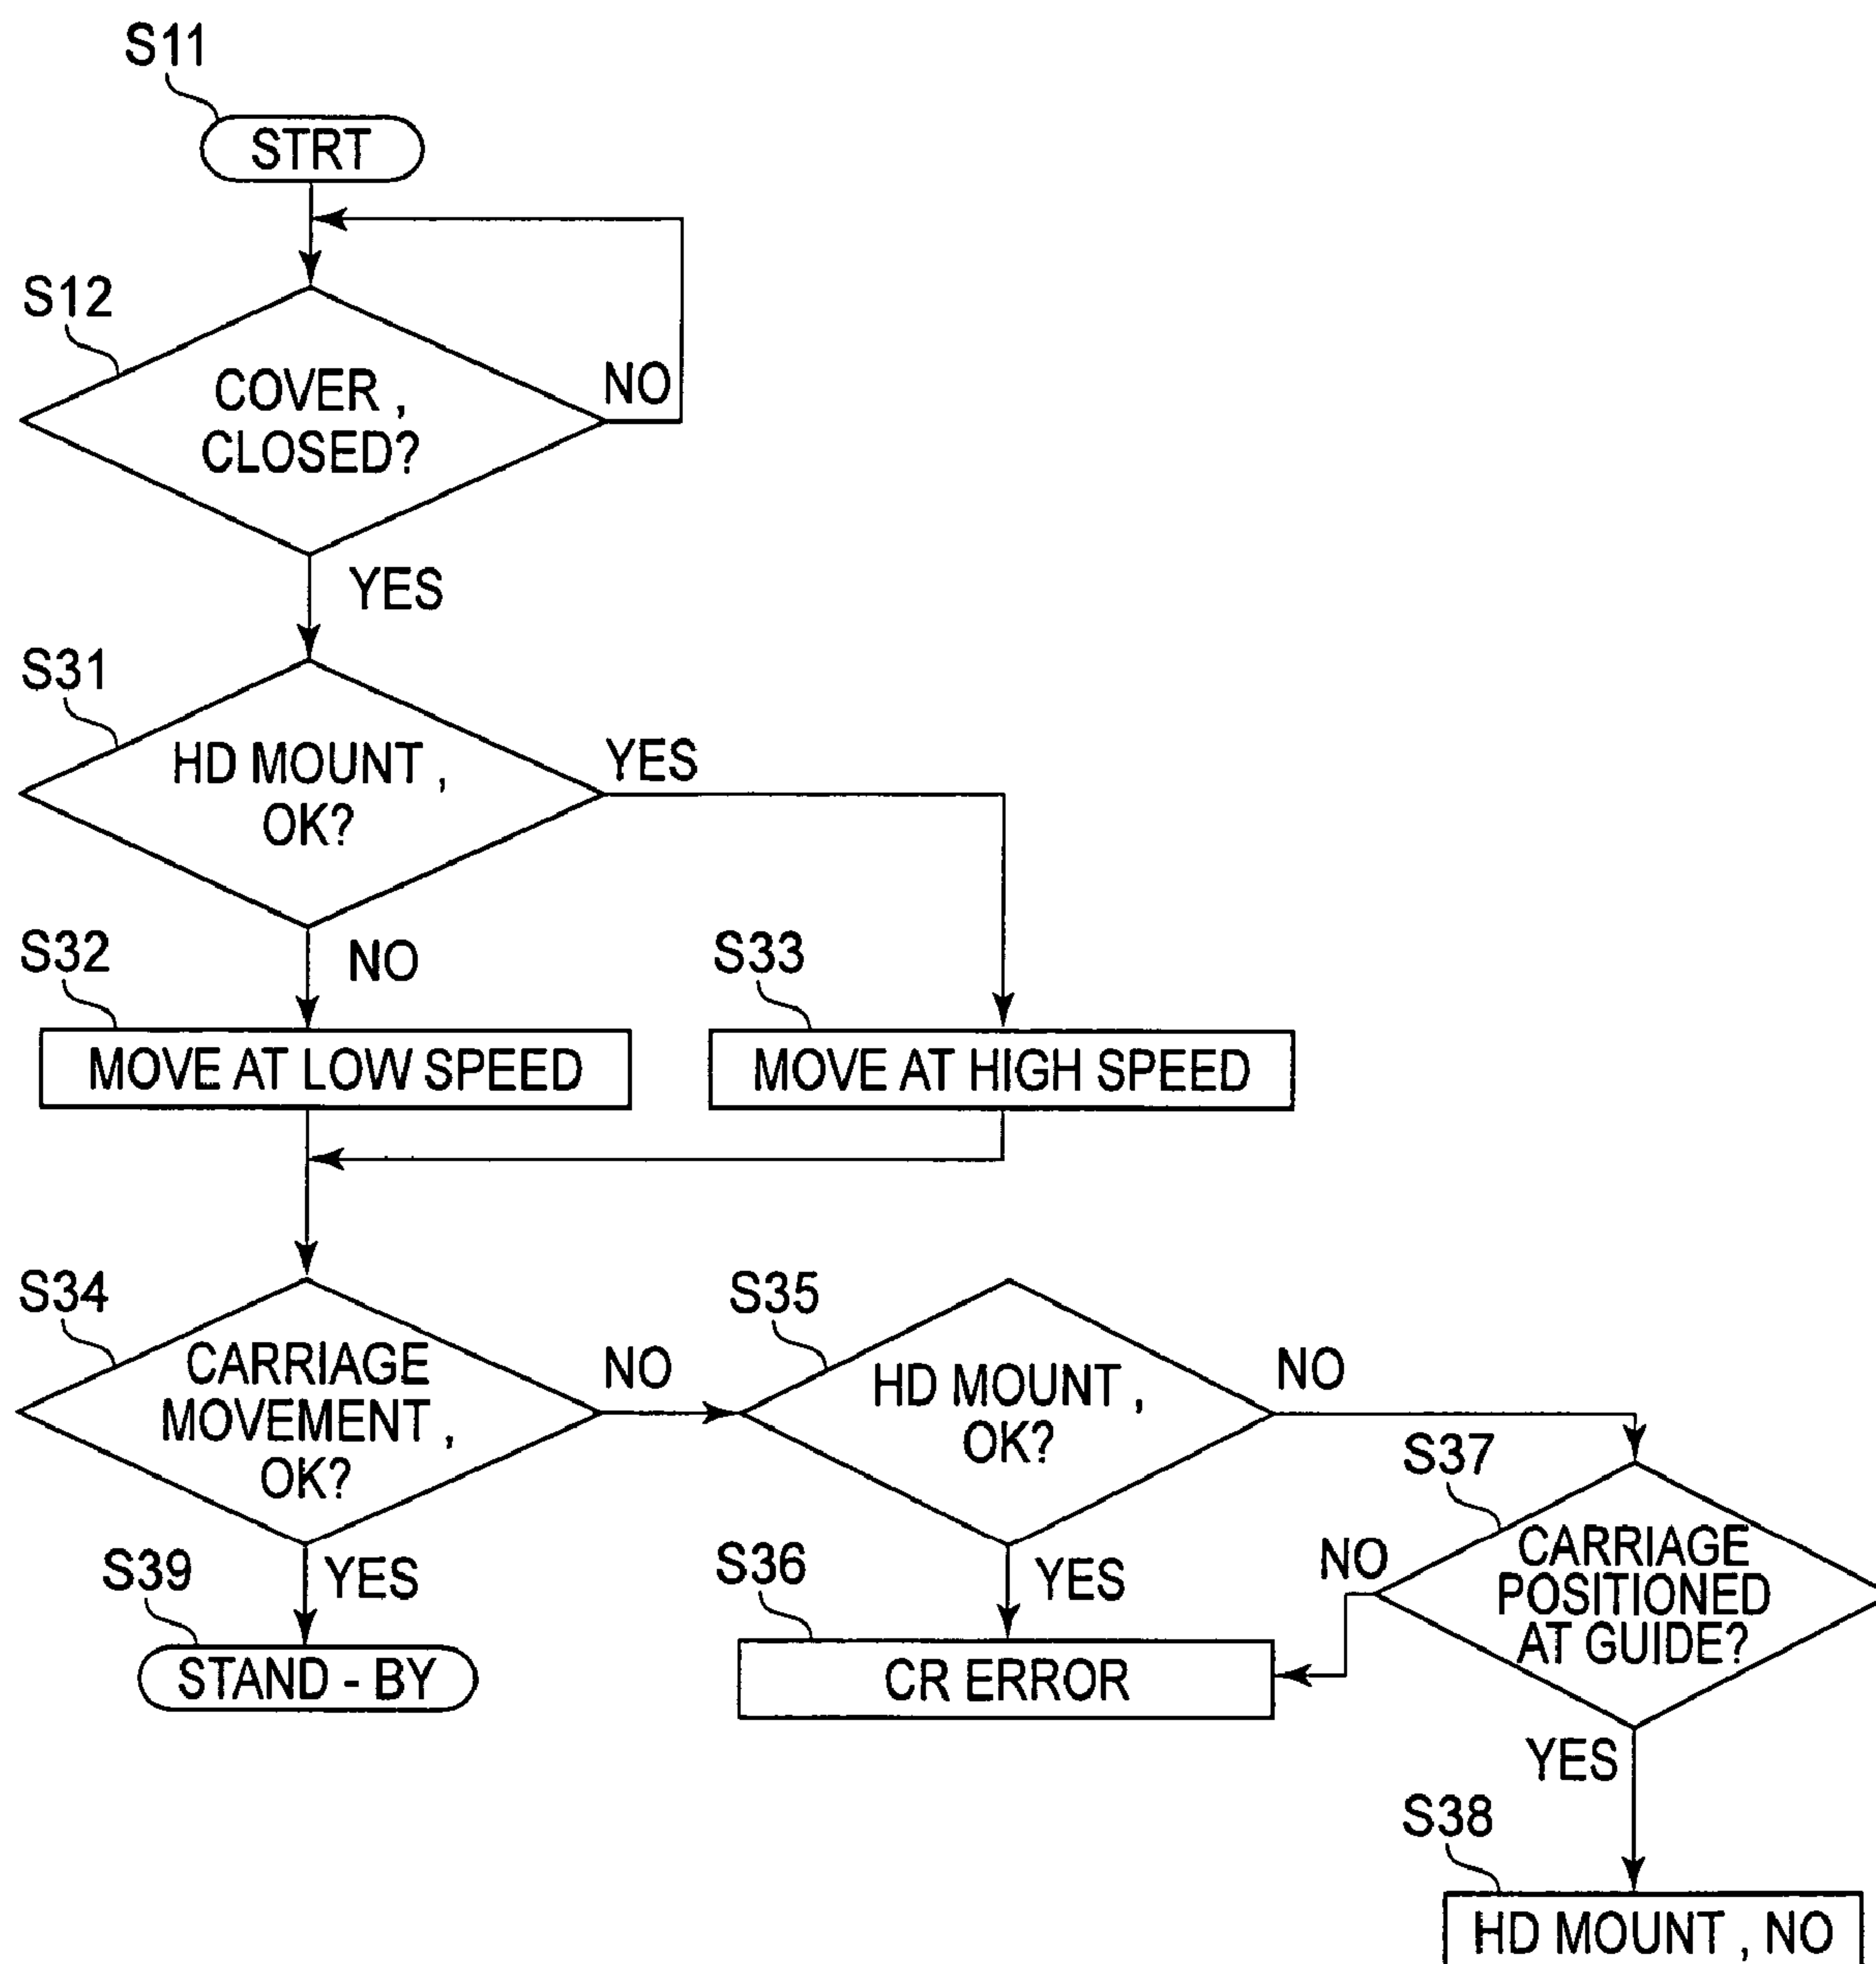 S11
STRT
S12
COVER ,
CLOSED?
NO
YES
S31
HD MOUNT ,
OK?
YES
NO
S32
MOVE AT LOW SPEED
S33
MOVE AT HIGH SPEED
S34
CARRIAGE
MOVEMENT ,
OK?
NO
YES
S35
HD MOUNT ,
OK?
NO
YES
S37
CARRIAGE
POSITIONED
AT GUIDE?
NO
YES
S39
STAND - BY
S36
CR ERROR
S38
HD MOUNT , NO